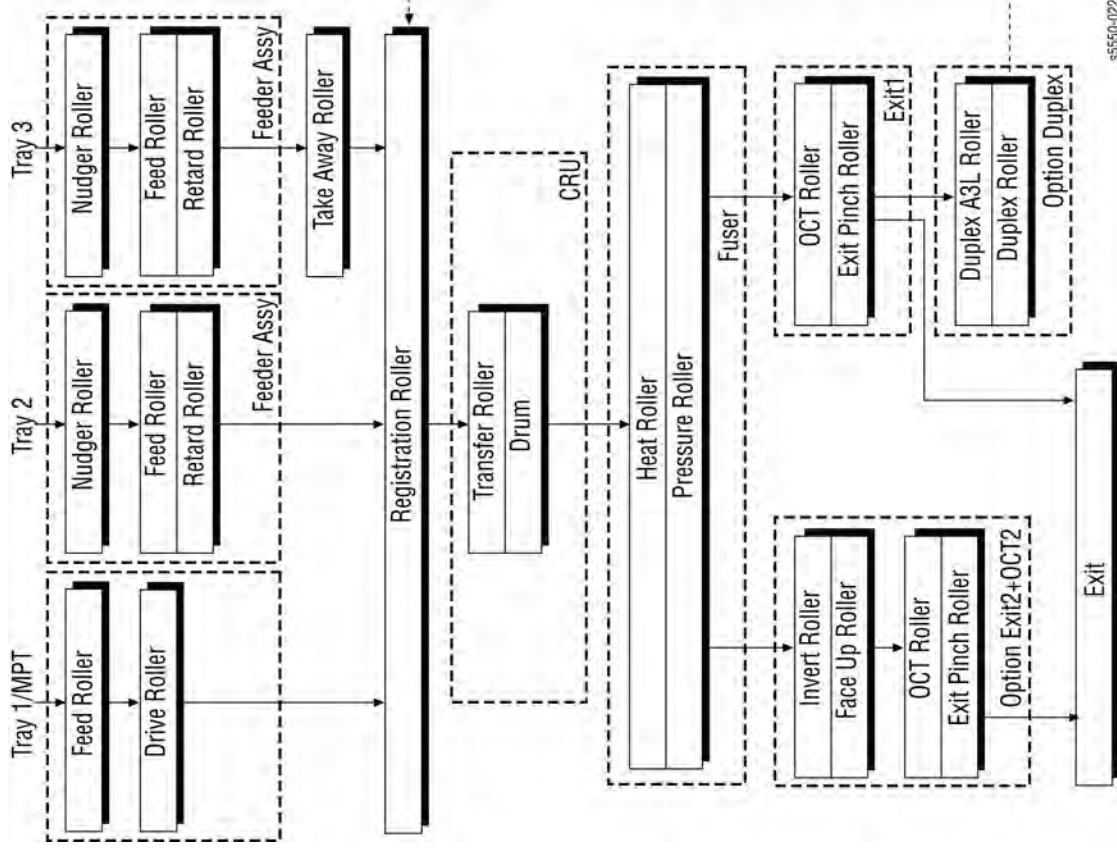 Tray 1/MPT
Feed Roller
Drive Roller
Tray 2
Nudger Roller
Feed Roller
Retard Roller
Feeder Assy
Tray 3
Nudger Roller
Feed Roller
Retard Roller
Feeder Assy
Take Away Roller
Registration Roller
Transfer Roller
Drum
CRU
Heat Roller
Pressure Roller
Fuser
Invert Roller
Face Up Roller
OCT Roller
Exit Pinch Roller
Option Exit2+OCT2
OCT Roller
Exit Pinch Roller
Exit1
Duplex A3L Roller
Duplex Roller
Option Duplex
Exit
s5550-022